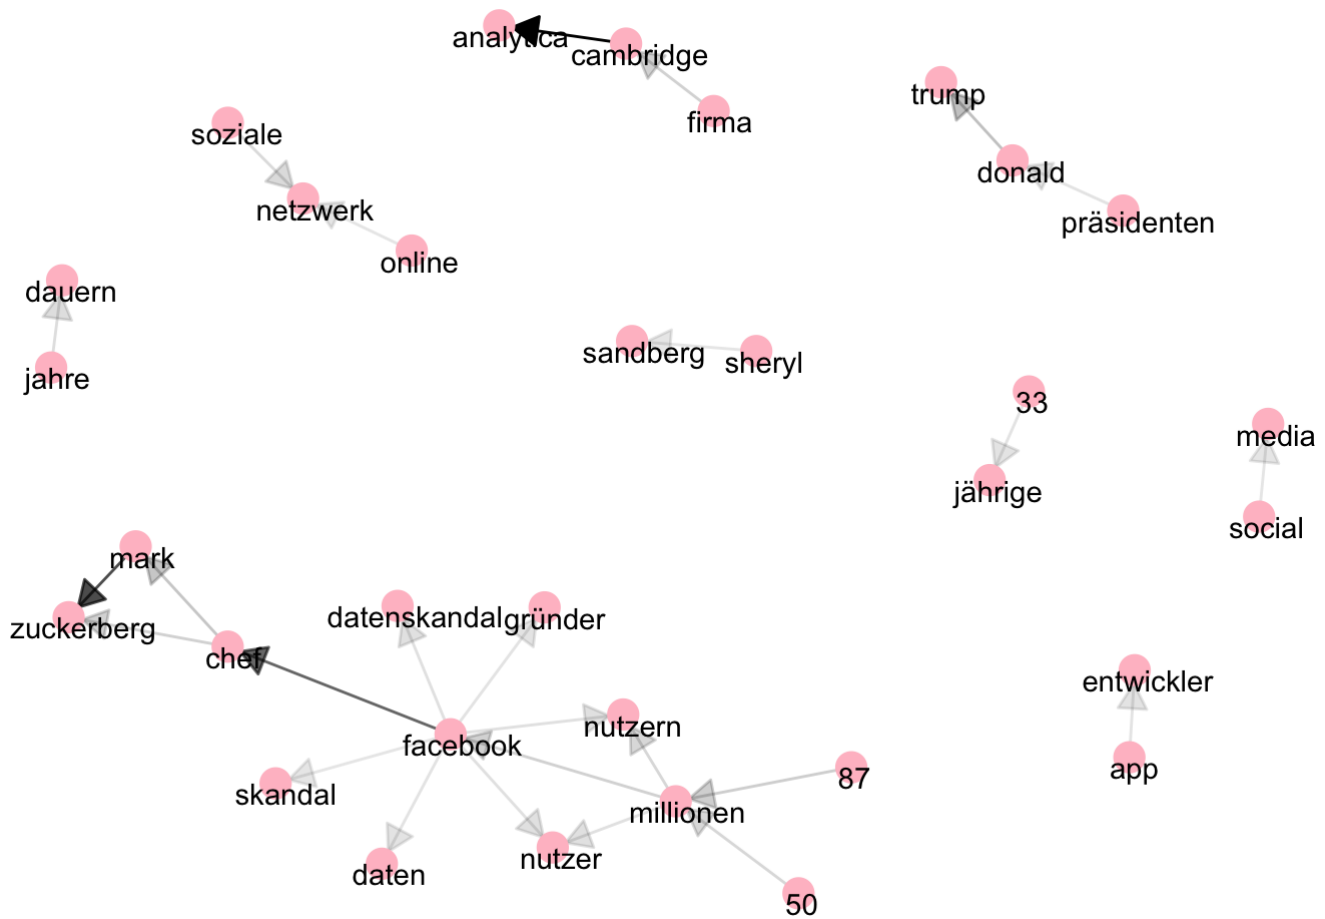 analytica
cambridge
firma
trump
donald
präsidenten
soziale
netzwerk
online
dauern
jahre
sandberg
sheryl
33
jährige
media
social
mark
zuckerberg
chef
datenskandal
gründer
facebook
nutzern
skandal
daten
nutzer
millionen
87
50
entwickler
app